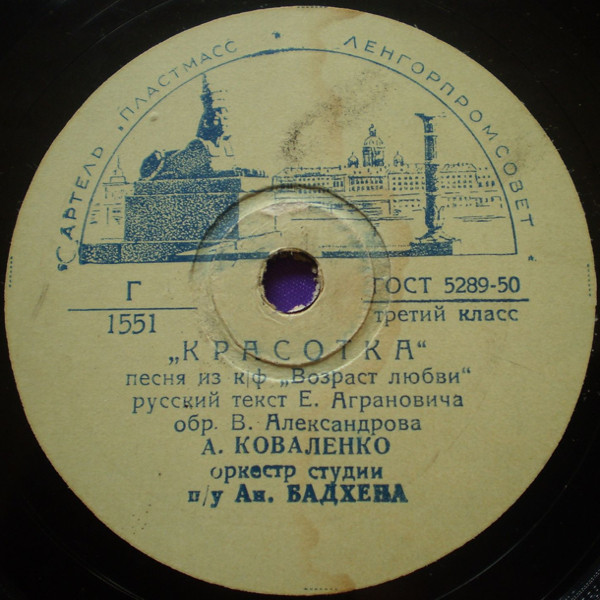 АРТЕЛЬ „ПЛАСТМАСС“ • ЛЕНГОРПРОМСОВЕТ
Г
1551
ГОСТ 5289-50
третий класс
„КРАСОТКА“
песня из к/ф „Возраст любви“
русский текст Е. Аграновича
обр. В. Александрова
А. КОВАЛЕНКО
оркестр студии
п/у Ан. БАДХЕНА